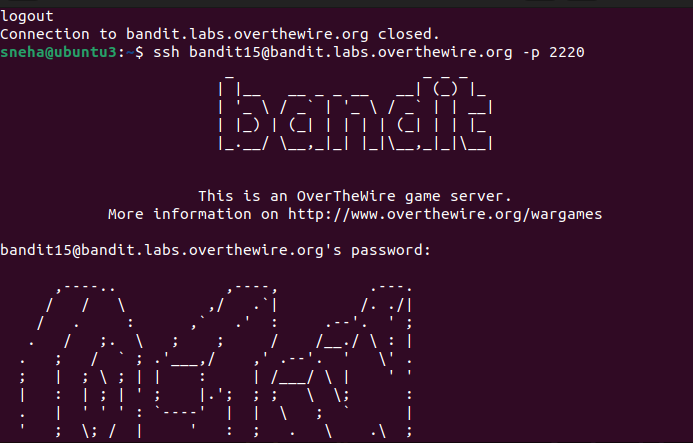 logout
Connection to bandit.labs.overthewire.org closed.
sneha@ubuntu3:~$ ssh bandit15@bandit.labs.overthewire.org -p 2220
bandit
This is an OverTheWire game server.
More information on http://www.overthewire.org/wargames
bandit15@bandit.labs.overthewire.org's password: